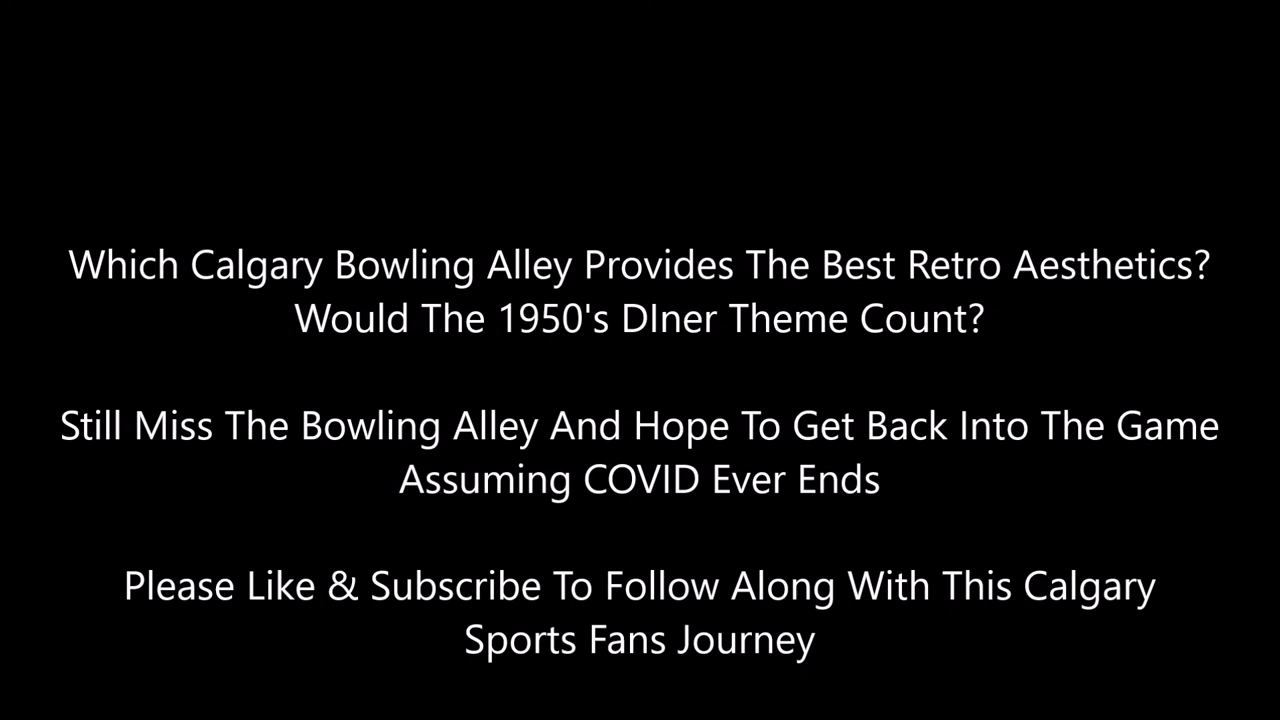 Which Calgary Bowling Alley Provides The Best Retro Aesthetics?
Would The 1950's DIner Theme Count?
Still Miss The Bowling Alley And Hope To Get Back Into The Game
Assuming COVID Ever Ends
Please Like & Subscribe To Follow Along With This Calgary
Sports Fans Journey